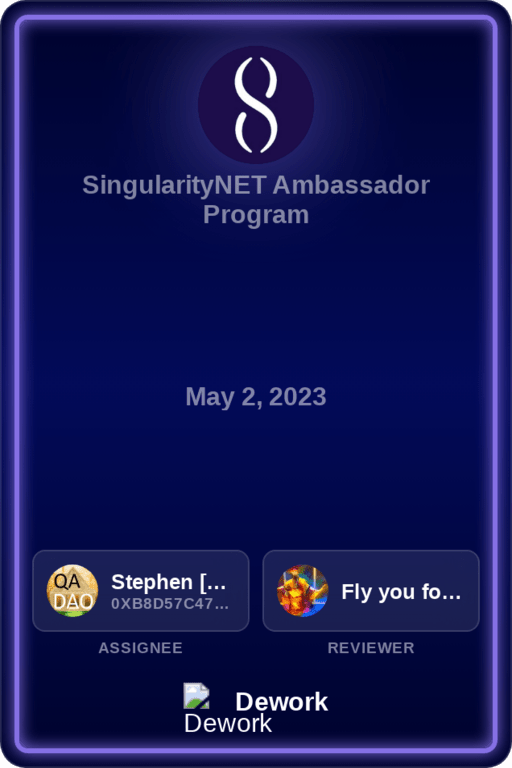 SingularityNET Ambassador
Program
May 2, 2023
QA
DAO
Stephen [...
0XB8D57C47...
Fly you fo...
ASSIGNEE
REVIEWER
Dework
Dework